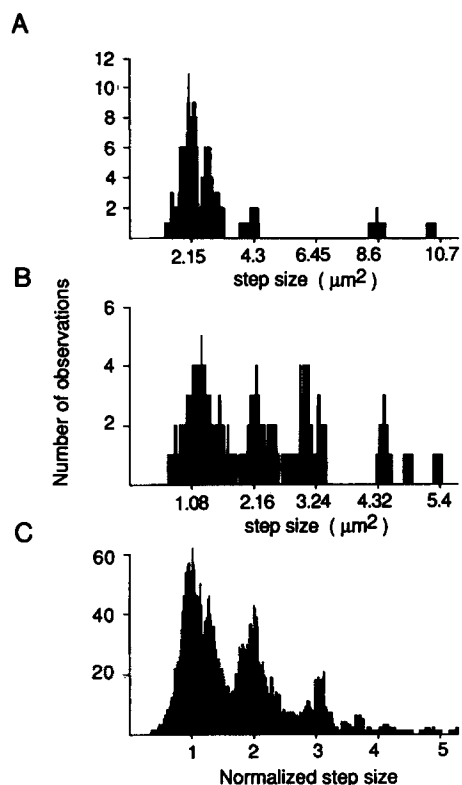 A
12
10
8
6
4
2
2.15 4.3 6.45 8.6 10.7
step size ( μm2 )
B
Number of observations
6
4
2
1.08 2.16 3.24 4.32 5.4
step size ( μm2 )
C
60
40
20
1 2 3 4 5
Normalized step size